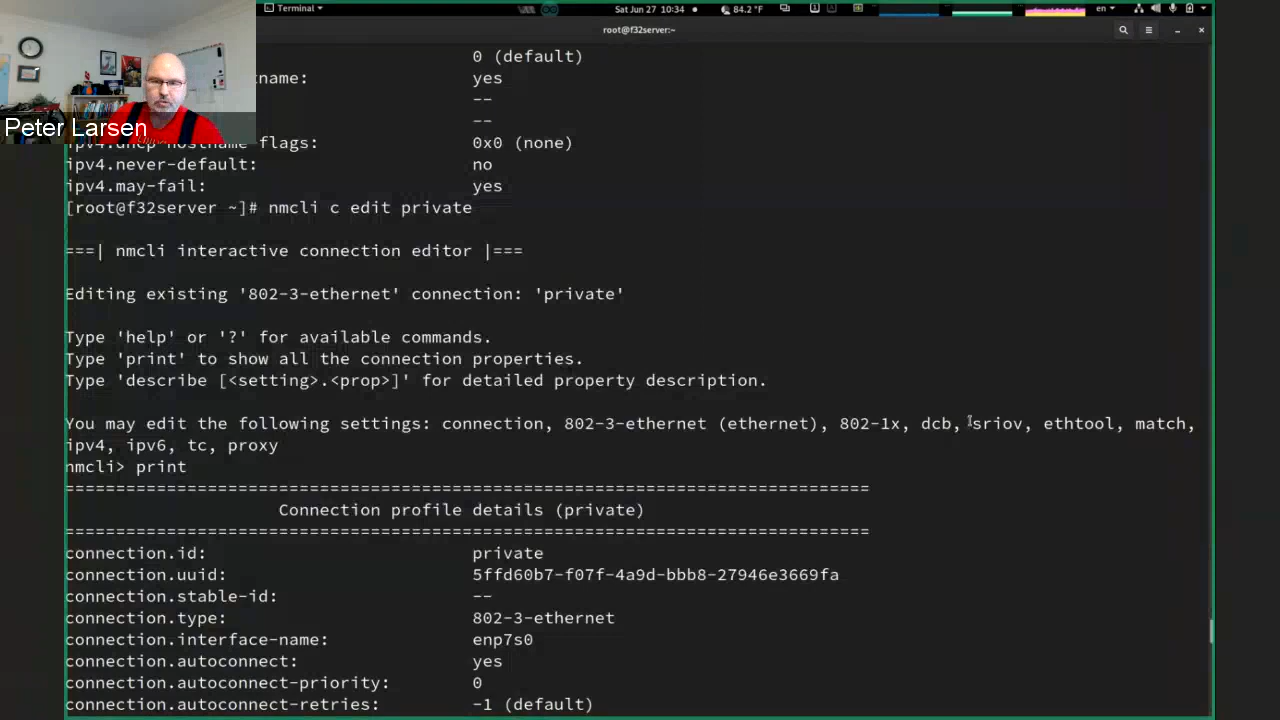 Terminal
Sat Jun 27 10:34
84.2 °F
en
root@f32server:~
Peter Larsen
0 (default)
tname: yes
--
--
ipv4.dhcp-hostname-flags: 0x0 (none)
ipv4.never-default: no
ipv4.may-fail: yes
[root@f32server ~]# nmcli c edit private
===| nmcli interactive connection editor |===
Editing existing '802-3-ethernet' connection: 'private'
Type 'help' or '?' for available commands.
Type 'print' to show all the connection properties.
Type 'describe [<setting>.<prop>]' for detailed property description.
You may edit the following settings: connection, 802-3-ethernet (ethernet), 802-1x, dcb, sriov, ethtool, match,
ipv4, ipv6, tc, proxy
nmcli> print
===============================================================================
Connection profile details (private)
===============================================================================
connection.id: private
connection.uuid: 5ffd60b7-f07f-4a9d-bbb8-27946e3669fa
connection.stable-id: --
connection.type: 802-3-ethernet
connection.interface-name: enp7s0
connection.autoconnect: yes
connection.autoconnect-priority: 0
connection.autoconnect-retries: -1 (default)